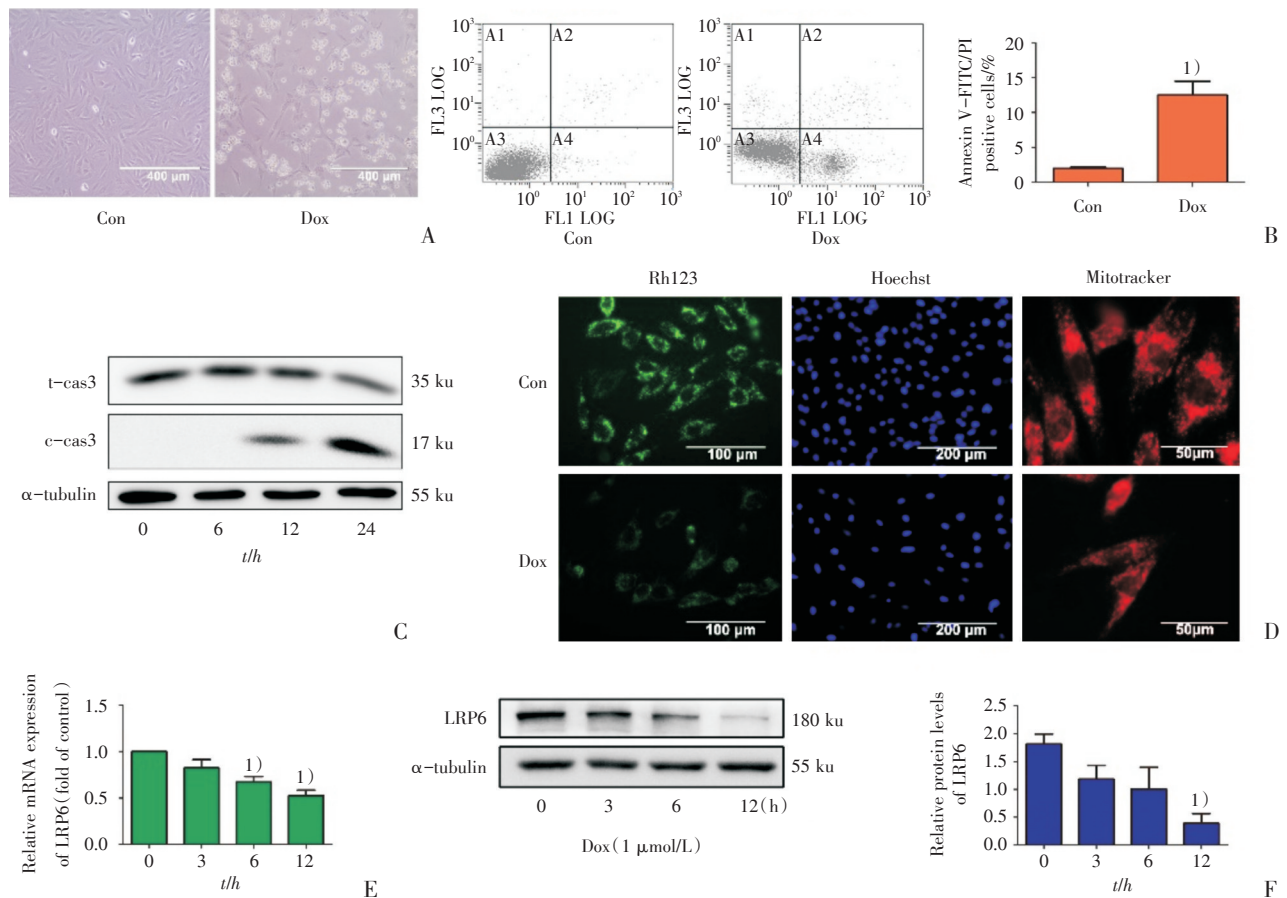 400 μm
400 μm
Con
Dox
A
10³
10²
10¹
10⁰
FL3 LOG
A1
A2
A3
A4
10⁰
10¹
10²
10³
FL1 LOG
Con
10³
10²
10¹
10⁰
FL3 LOG
A1
A2
A3
A4
10⁰
10¹
10²
10³
FL1 LOG
Dox
Annexin V-FITC/PI
positive cells/%
20
15
10
5
0
1)
Con
Dox
B
t-cas3
35 ku
c-cas3
17 ku
α-tubulin
55 ku
0
6
12
24
t/h
C
Rh123
Hoechst
Mitotracker
Con
100 μm
200 μm
50μm
Dox
100 μm
200 μm
50μm
D
Relative mRNA expression
of LRP6(fold of control)
1.5
1.0
0.5
0.0
1)
1)
0
3
6
12
t/h
E
LRP6
180 ku
α-tubulin
55 ku
0
3
6
12(h)
Dox(1 μmol/L)
Relative protein levels
of LRP6
2.5
2.0
1.5
1.0
0.5
0.0
1)
0
3
6
12
t/h
F